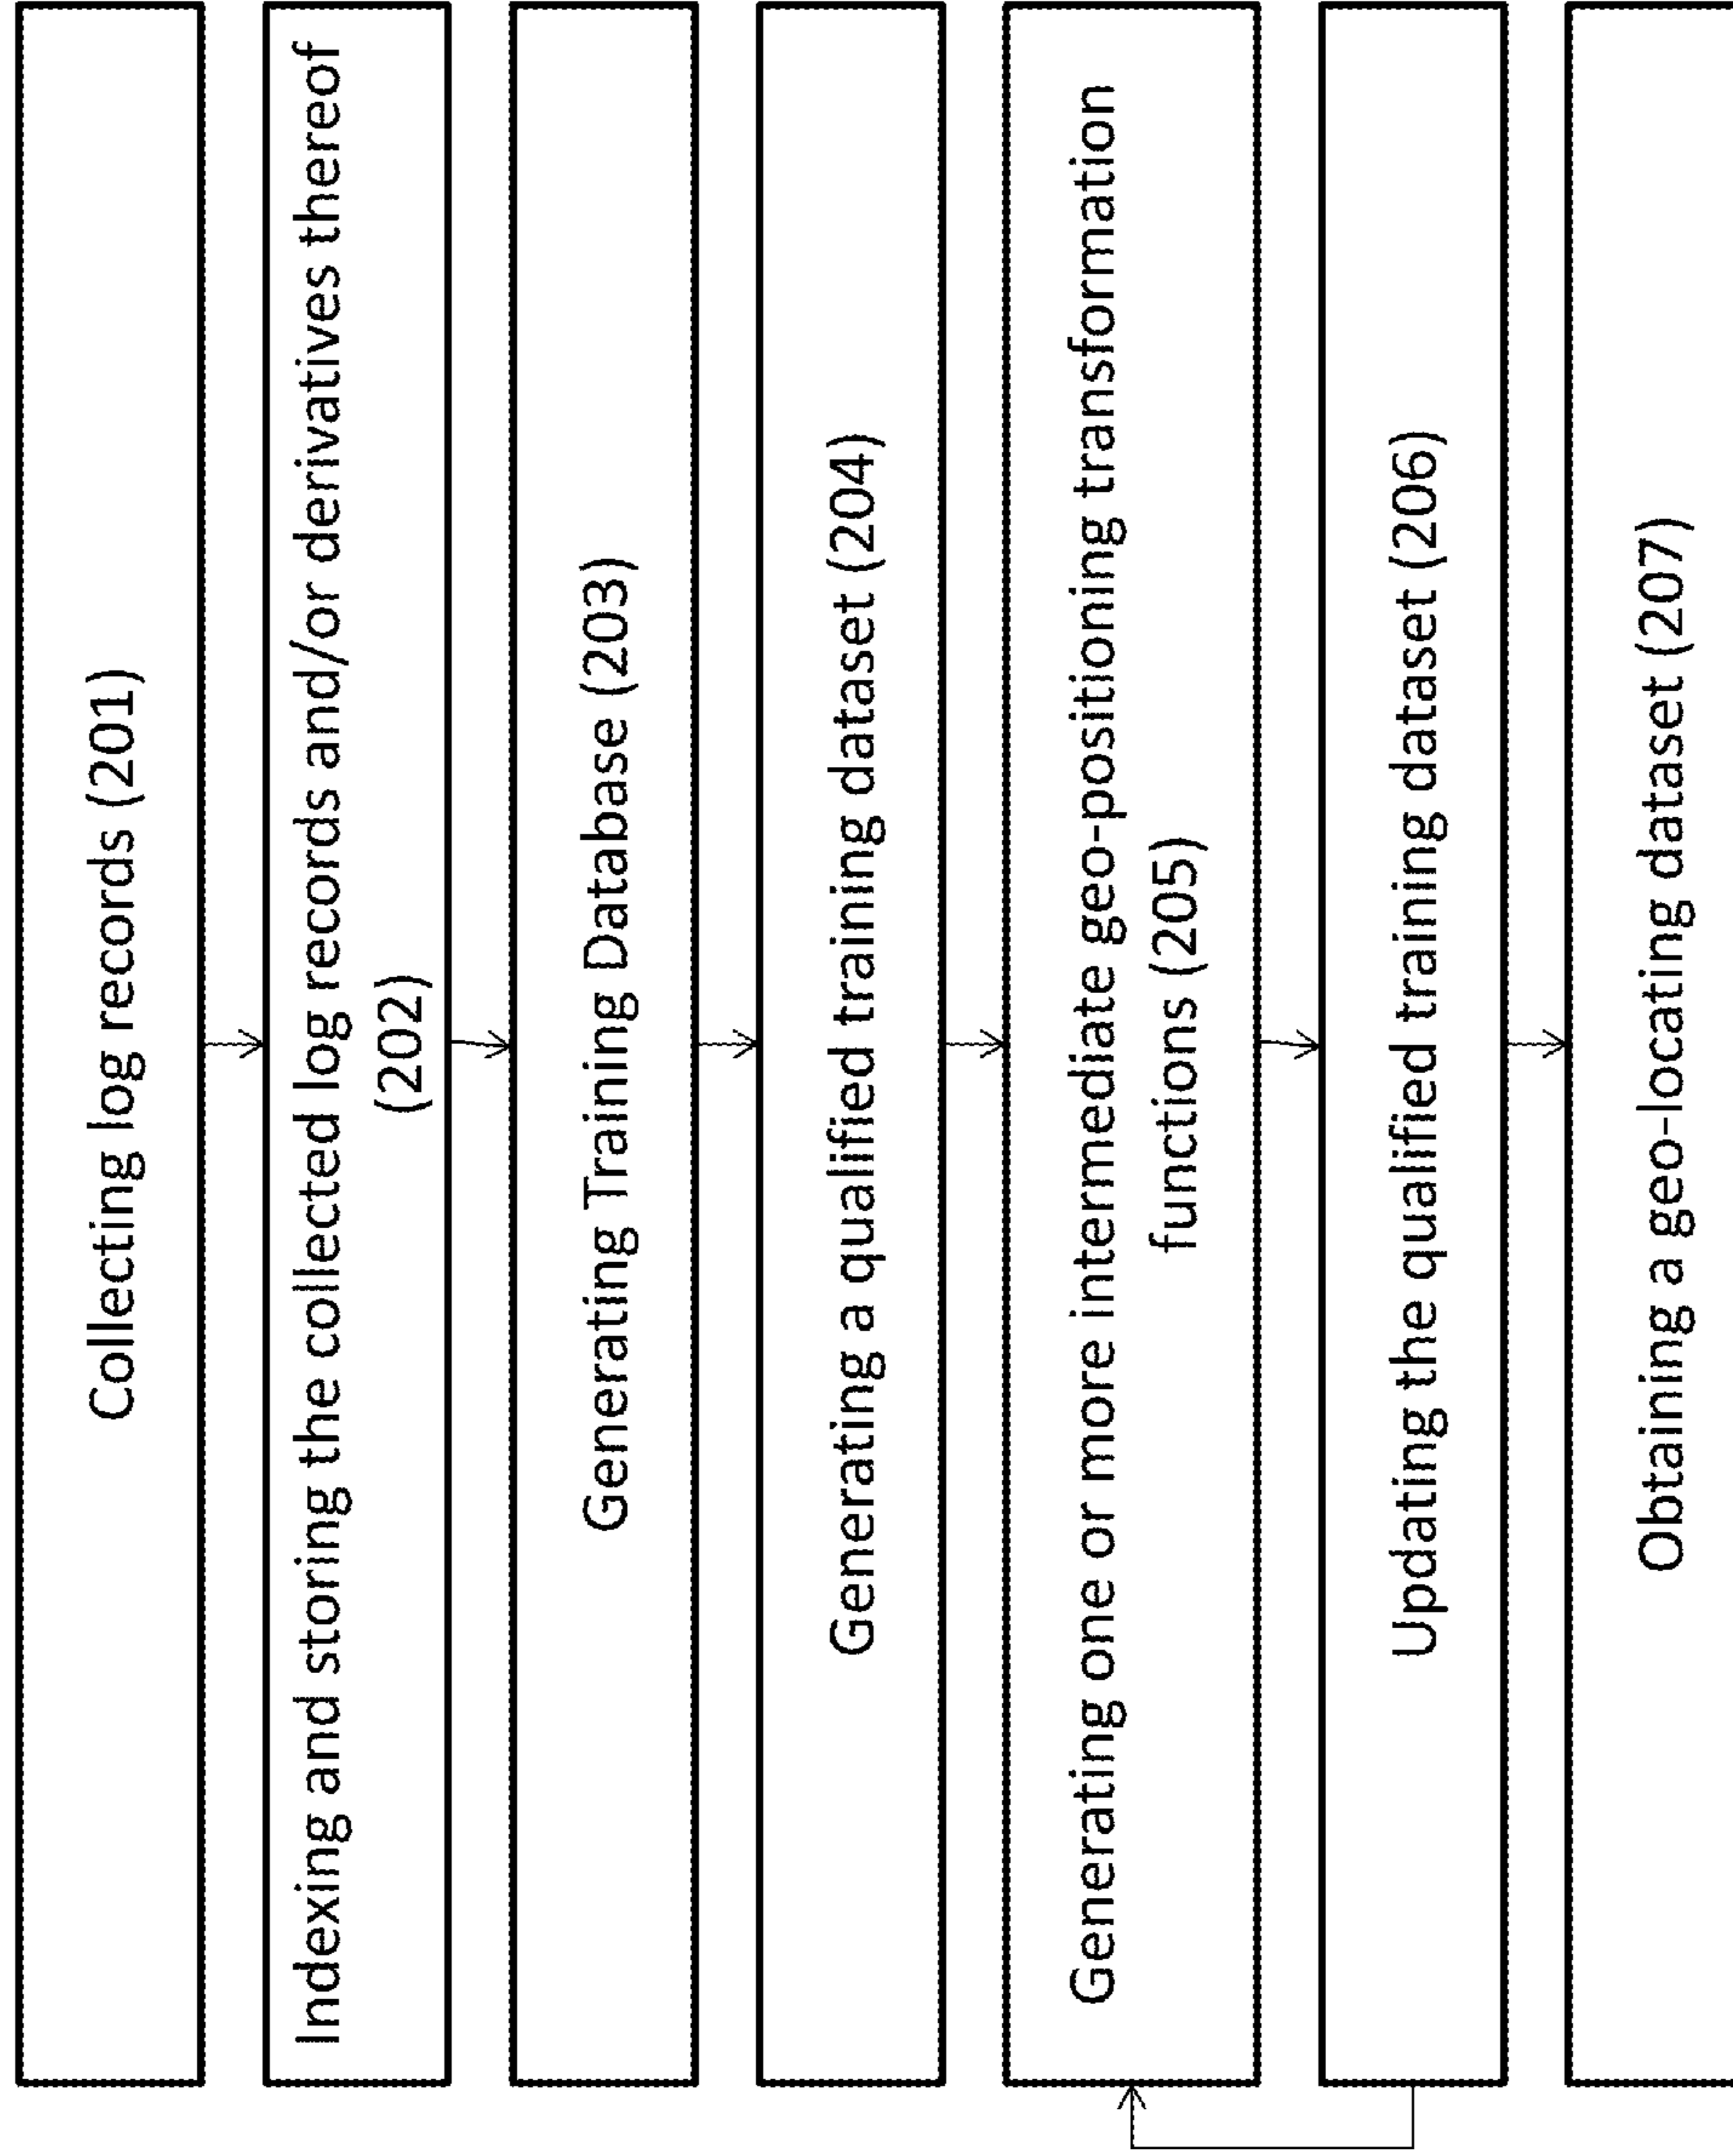 Collecting log records (201)
Indexing and storing the collected log records and/or derivatives thereof
(202)
Generating Training Database (203)
Generating a qualified training dataset (204)
Generating one or more intermediate geo-positioning transformation
functions (205)
Updating the qualified training dataset (206)
Obtaining a geo-locating dataset (207)